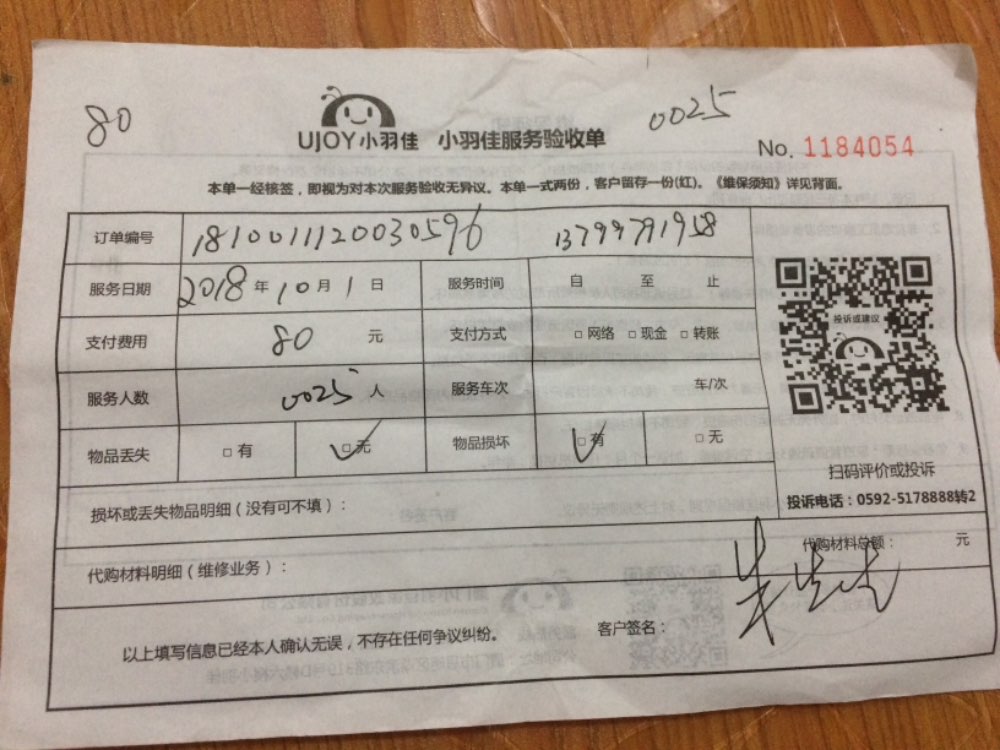 80
0025
UJOY小羽佳 小羽佳服务验收单
No. 1184054
本单一经核签，即视为对本次服务验收无异议。本单一式两份，客户留存一份(红)。《维保须知》详见背面。
订单编号 1810011120030596 13799791958
服务日期 2018年10月1日 服务时间 自 至 止
支付费用 80 元 支付方式 □网络 □现金 □转账
服务人数 0025 人 服务车次 车/次
物品丢失 □有 □无 物品损坏 □有 □无
投诉或建议
扫码评价或投诉
投诉电话：0592-5178888转2
损坏或丢失物品明细（没有可不填）：
代购材料明细（维修业务）： 代购材料总额： 元
以上填写信息已经本人确认无误，不存在任何争议纠纷。 客户签名：